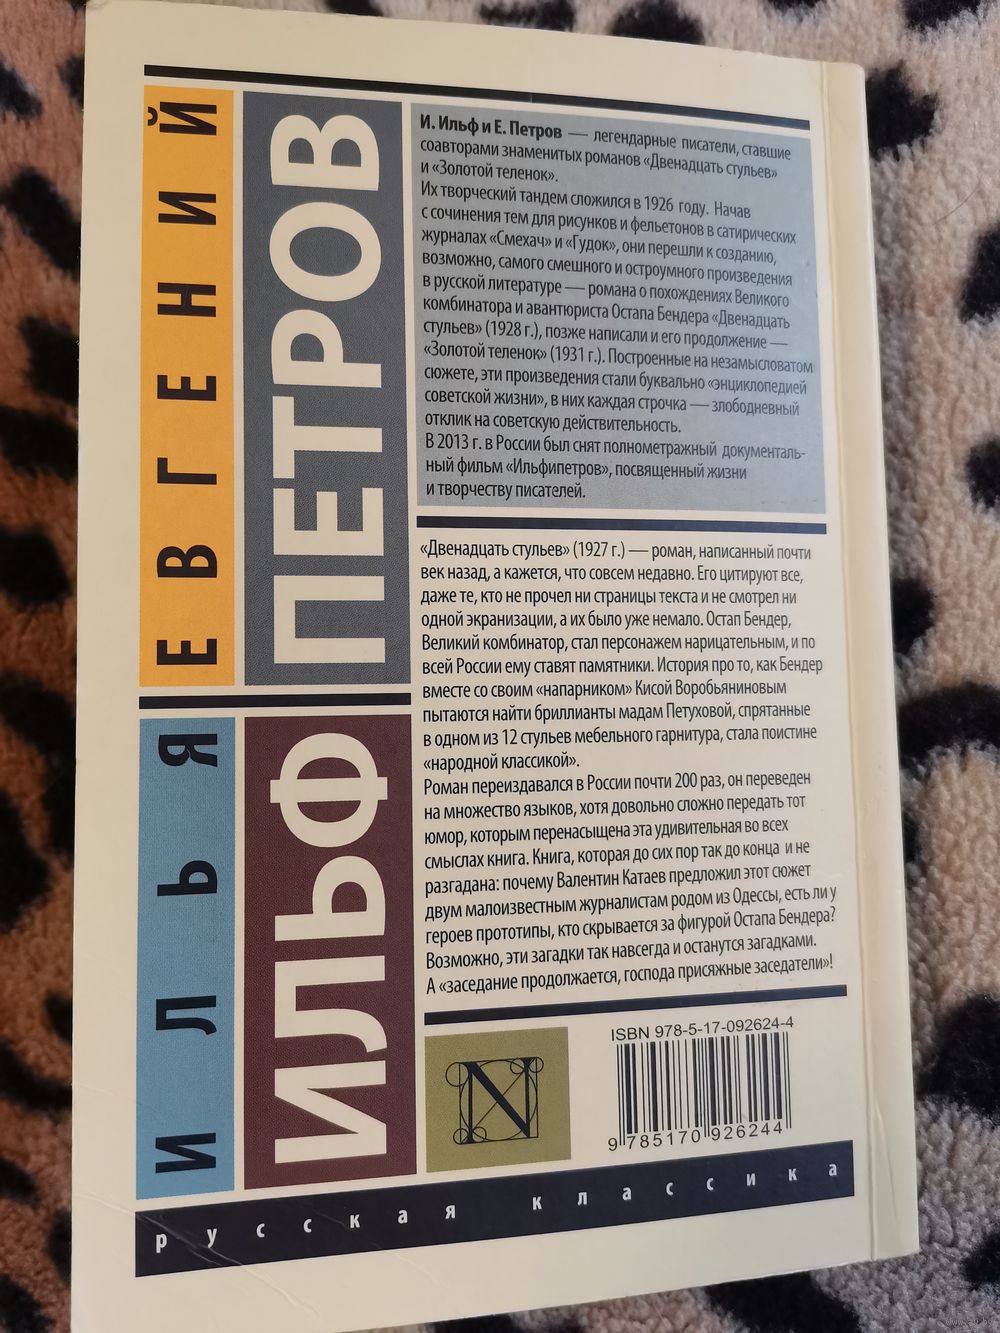 ЕВГЕНИЙ
ПЕТРОВ
ИЛЬЯ
ИЛЬФ
И. Ильф и Е. Петров — легендарные писатели, ставшие
соавторами знаменитых романов «Двенадцать стульев»
и «Золотой теленок».
Их творческий тандем сложился в 1926 году. Начав
с сочинения тем для рисунков и фельетонов в сатирических
журналах «Смехач» и «Гудок», они перешли к созданию,
возможно, самого смешного и остроумного произведения
в русской литературе — романа о похождениях Великого
комбинатора и авантюриста Остапа Бендера «Двенадцать
стульев» (1928 г.), позже написали и его продолжение —
«Золотой теленок» (1931 г.). Построенные на незамысловатом
сюжете, эти произведения стали буквально «энциклопедией
советской жизни», в них каждая строчка — злободневный
отклик на советскую действительность.
В 2013 г. в России был снят полнометражный документаль-
ный фильм «Ильфипетров», посвященный жизни
и творчеству писателей.
«Двенадцать стульев» (1927 г.) — роман, написанный почти
век назад, а кажется, что совсем недавно. Его цитируют все,
даже те, кто не прочел ни страницы текста и не смотрел ни
одной экранизации, а их было уже немало. Остап Бендер,
Великий комбинатор, стал персонажем нарицательным, и по
всей России ему ставят памятники. История про то, как Бендер
вместе со своим «напарником» Кисой Воробьяниновым
пытаются найти бриллианты мадам Петуховой, спрятанные
в одном из 12 стульев мебельного гарнитура, стала поистине
«народной классикой».
Роман переиздавался в России почти 200 раз, он переведен
на множество языков, хотя довольно сложно передать тот
юмор, которым перенасыщена эта удивительная во всех
смыслах книга. Книга, которая до сих пор так до конца и не
разгадана: почему Валентин Катаев предложил этот сюжет
двум малоизвестным журналистам родом из Одессы, есть ли у
героев прототипы, кто скрывается за фигурой Остапа Бендера?
Возможно, эти загадки так навсегда и останутся загадками.
А «заседание продолжается, господа присяжные заседатели»!
N
ISBN 978-5-17-092624-4
9 785170 926244
русская классика